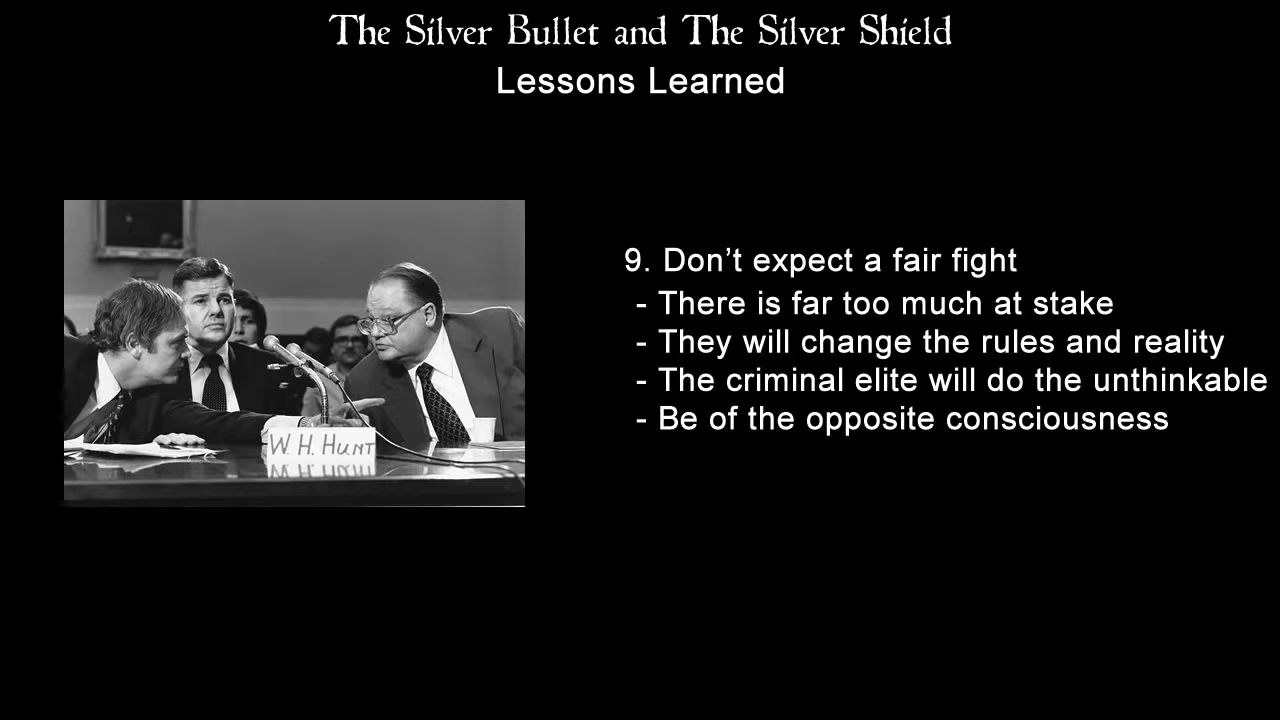 The Silver Bullet and The Silver Shield
Lessons Learned
9. Don't expect a fair fight
- There is far too much at stake
- They will change the rules and reality
- The criminal elite will do the unthinkable
- Be of the opposite consciousness
W. H. HUNT